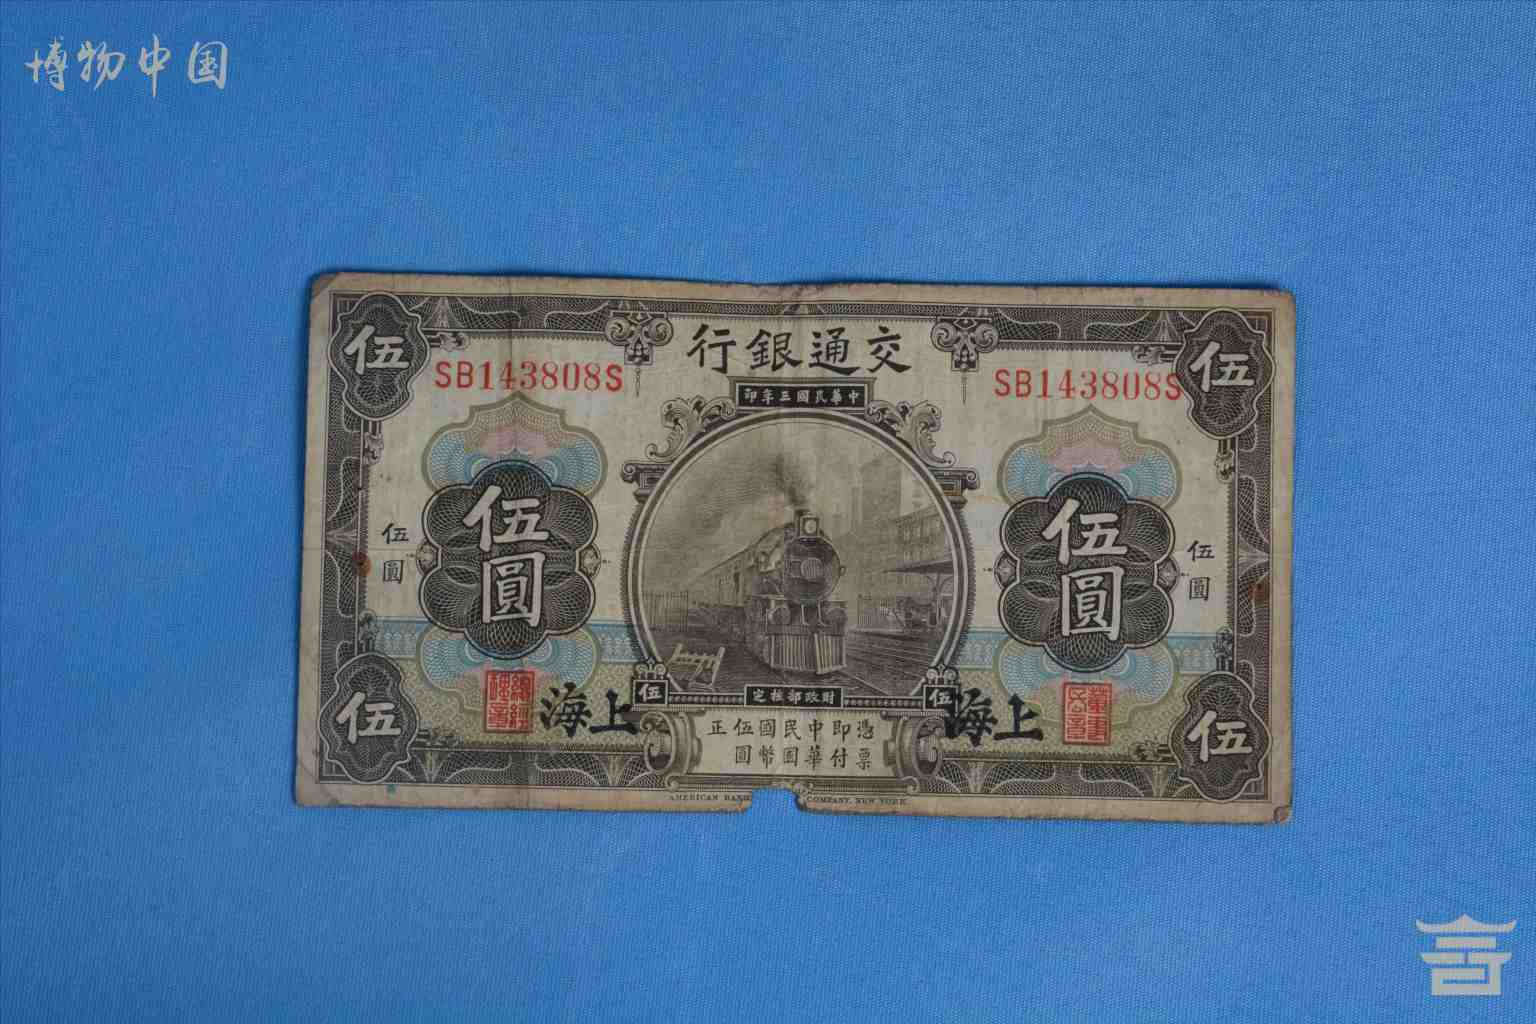 博物中国
伍
交通銀行
伍
SB143808S
SB143808S
中華民國三年印
伍圓
伍圓
伍圓
伍圓
上海
伍
財政部核定
伍
上海
憑票即付中華民國國幣伍圓正
伍
伍
AMERICAN BANK
COMPANY, NEW YORK.